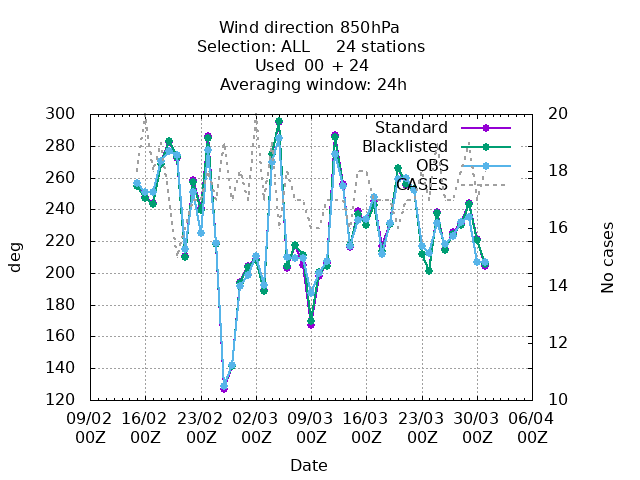 Wind direction 850hPa
Selection: ALL 24 stations
Used 00 + 24
Averaging window: 24h
300
280
260
240
220
200
180
160
140
120
deg
20
18
16
14
12
10
No cases
Standard
Blacklisted
OBS
CASES
09/02 16/02 23/02 02/03 09/03 16/03 23/03 30/03 06/04
00Z 00Z 00Z 00Z 00Z 00Z 00Z 00Z 00Z
Date